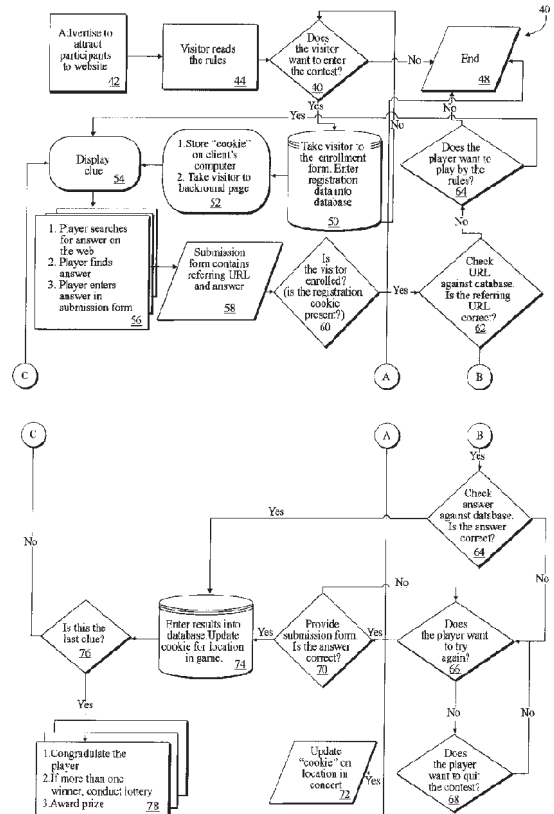 40
Advertise to
attract
participants
to website
42
Visitor reads
the rules
44
Does
the visitor
want to enter
the contest?
40
No
End
48
Yes
Yes
No
No
Display
clue
54
1. Store "cookie"
on client's
computer
2. Take visitor to
backround page
52
Take visitor to
the enrollment
form. Enter
registration
data into
database
50
Does the
player want to
play by the
rules?
64
No
1. Player searches
for answer on
the web
2. Player finds
answer
3. Player enters
answer in
submission form
56
Submission
form contains
referring URL
and answer
58
Is
the vistor
enrolled?
(is the registration
cookie
present?)
60
Yes
Check
URL
against catabase.
Is the referring
URL
correct?
62
C
A
B
C
A
B
Yes
Check
answer
against datsbase.
Is the answer
correct?
64
Yes
No
No
No
Is this the
last clue?
76
Enter results into
database Update
cookie for location
in game.
74
Yes
Provide
submission form
Is the answer
correct?
70
Yes
Does
the player want
to try
again?
66
Yes
No
No
1.Congradulate the
player
2.If more than one
winner, conduct lottery
3.Award prize
78
Update
"cookie" on
location in
concert
72
Yes
Does
the player
want to quit
the contest?
68